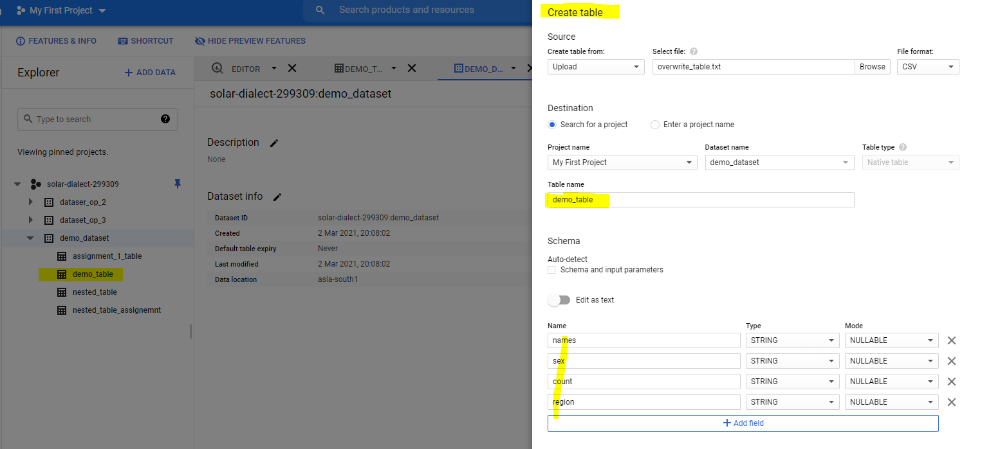 My First Project
Search products and resources
FEATURES & INFO
SHORTCUT
HIDE PREVIEW FEATURES
Explorer
ADD DATA
EDITOR
DEMO_T...
DEMO_D...
solar-dialect-299309:demo_dataset
Type to search
Viewing pinned projects.
solar-dialect-299309
dataser_op_2
dataset_op_3
demo_dataset
assignment_1_table
demo_table
nested_table
nested_table_assignemnt
Description
None
Dataset info
Dataset ID solar-dialect-299309:demo_dataset
Created 2 Mar 2021, 20:08:02
Default table expiry Never
Last modified 2 Mar 2021, 20:08:02
Data location asia-south1
Create table
Source
Create table from: Select file: File format:
Upload overwrite_table.txt Browse CSV
Destination
Search for a project Enter a project name
Project name Dataset name Table type
My First Project demo_dataset Native table
Table name
demo_table
Schema
Auto-detect
Schema and input parameters
Edit as text
Name Type Mode
names STRING NULLABLE
sex STRING NULLABLE
count STRING NULLABLE
region STRING NULLABLE
Add field